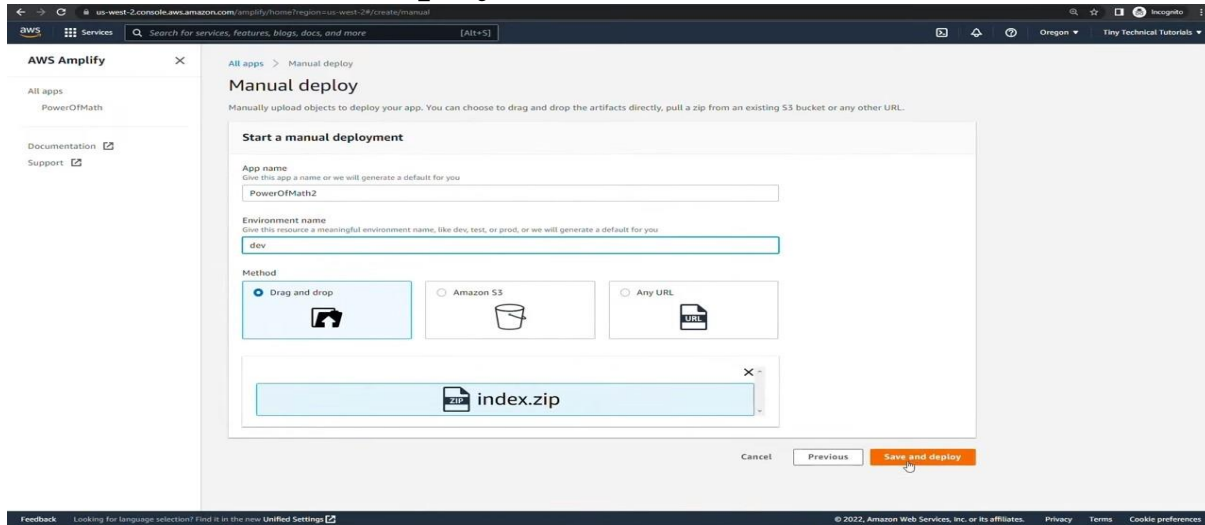 us-west-2.console.aws.amazon.com/amplify/home?region=us-west-2#/create/manual
Incognito
aws
Services
Search for services, features, blogs, docs, and more
[Alt+S]
Oregon
Tiny Technical Tutorials
AWS Amplify
All apps
PowerOfMath
Documentation
Support
All apps > Manual deploy
Manual deploy
Manually upload objects to deploy your app. You can choose to drag and drop the artifacts directly, pull a zip from an existing S3 bucket or any other URL.
Start a manual deployment
App name
Give this app a name or we will generate a default for you
PowerOfMath2
Environment name
Give this resource a meaningful environment name, like dev, test, or prod, or we will generate a default for you
dev
Method
Drag and drop
Amazon S3
Any URL
URL
ZIP
index.zip
Cancel
Previous
Save and deploy
Feedback
Looking for language selection? Find it in the new Unified Settings
© 2022, Amazon Web Services, Inc. or its affiliates.
Privacy
Terms
Cookie preferences